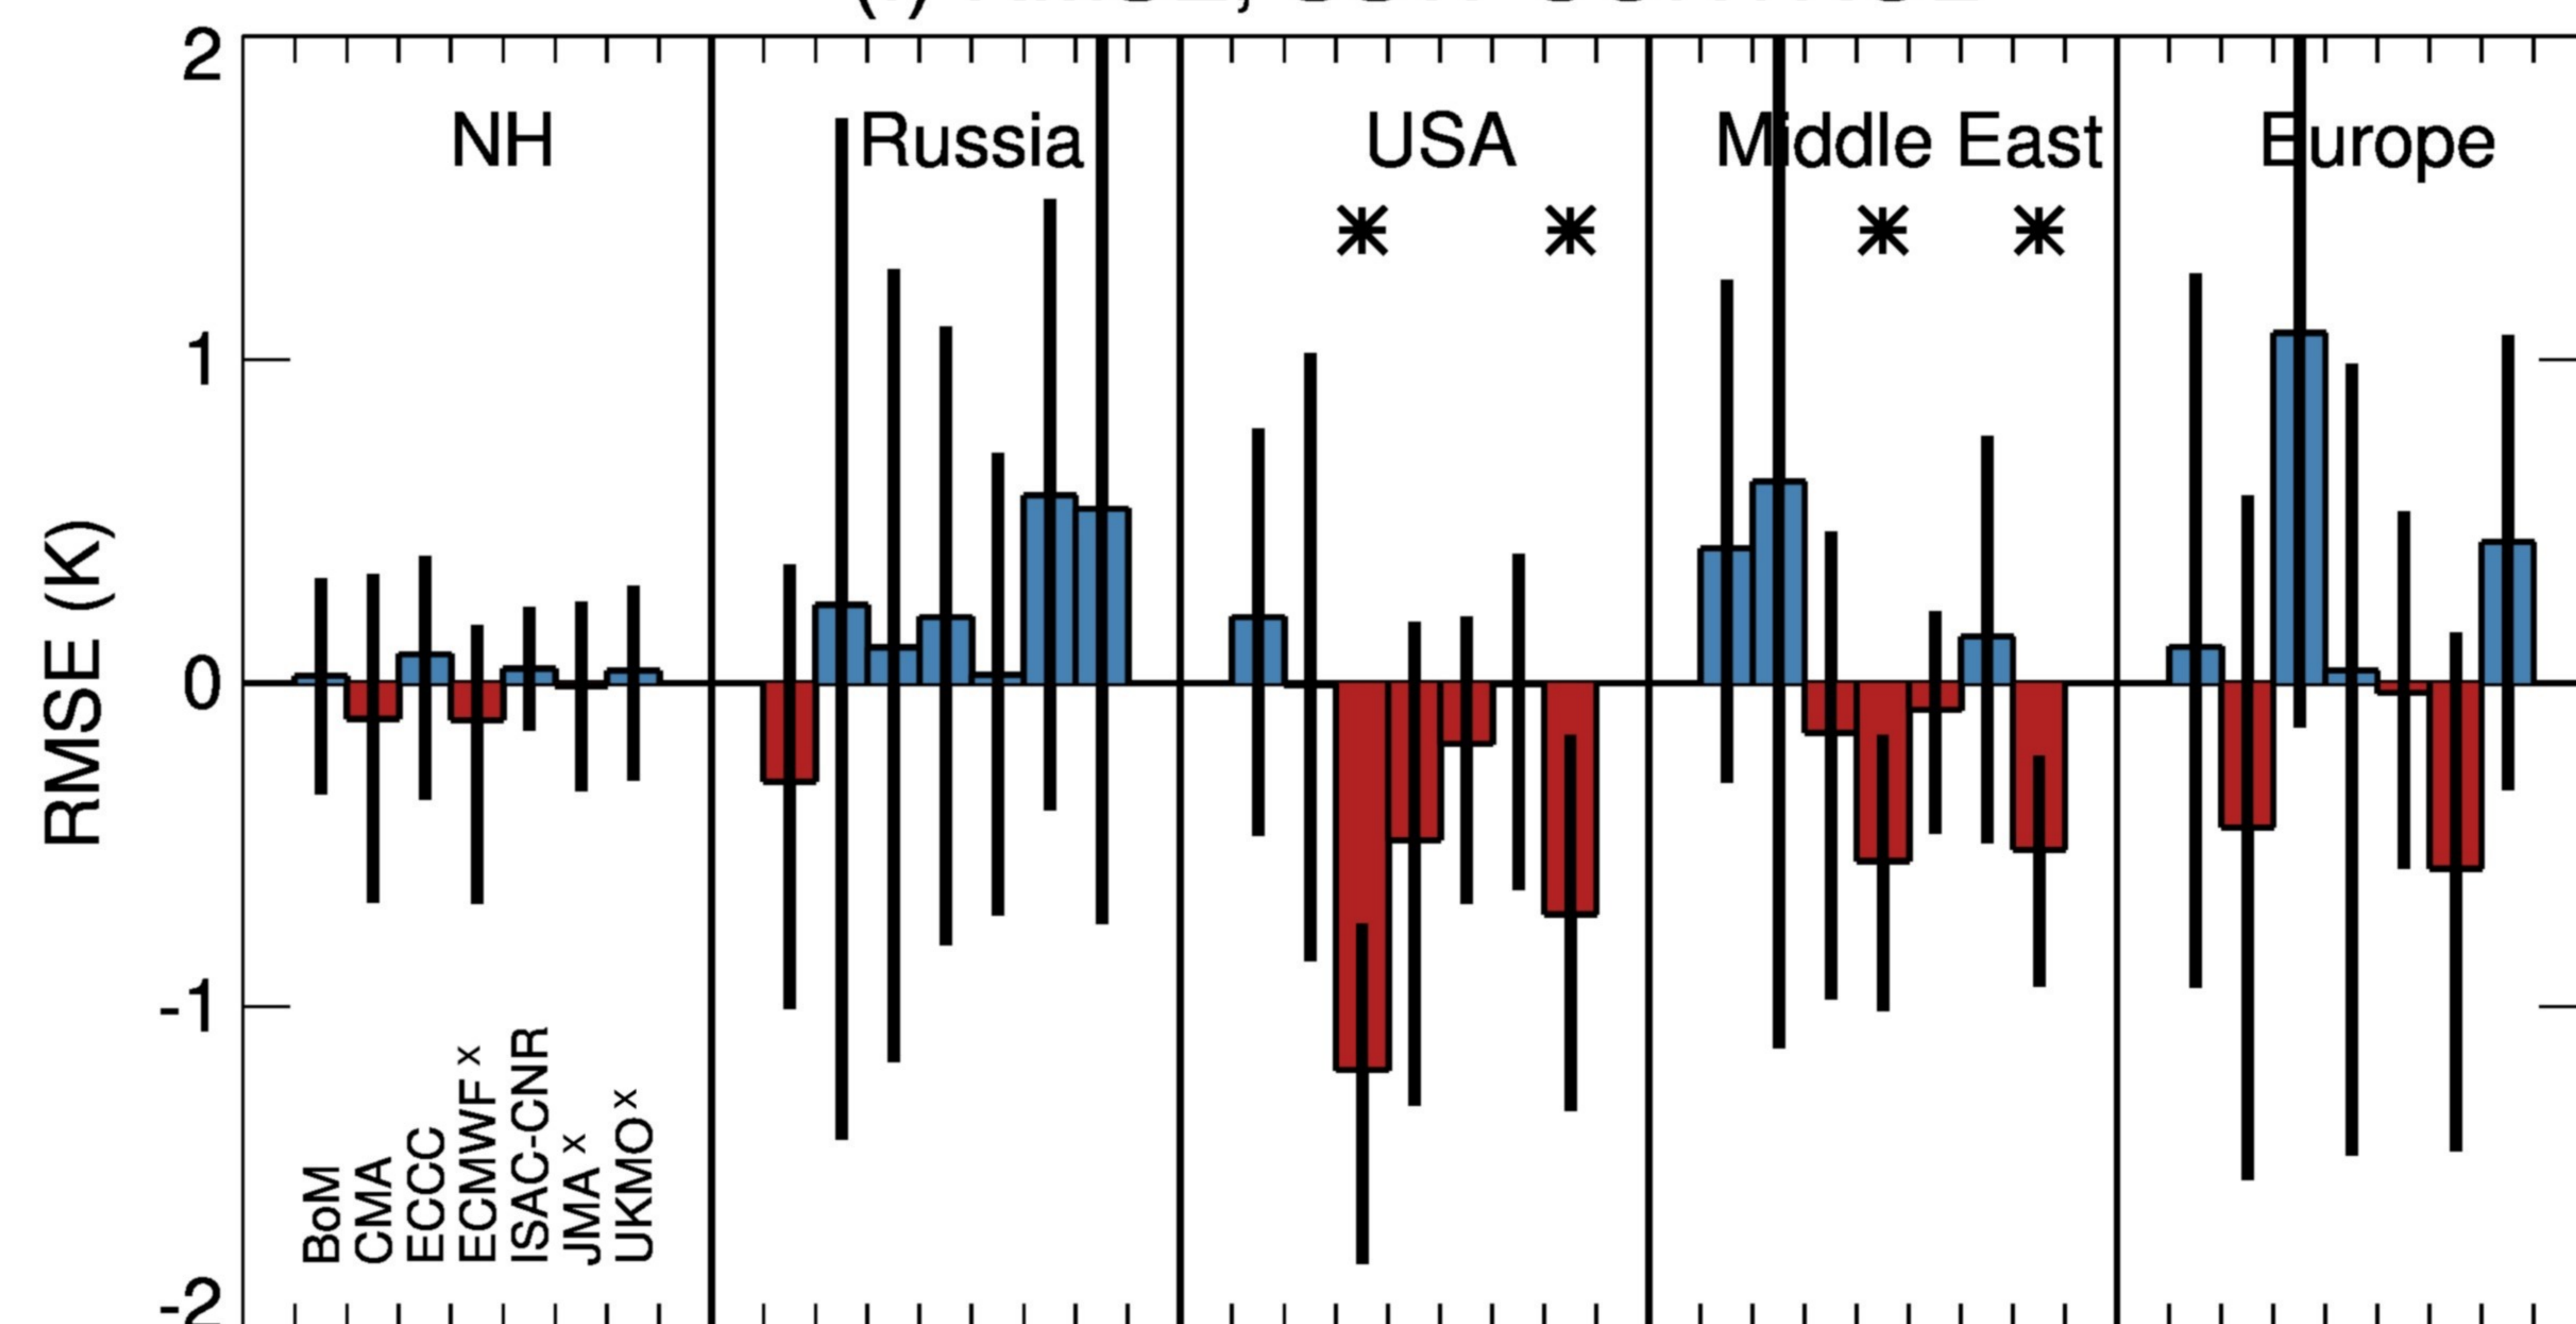 2
NH Russia USA Middle East Europe
1
RMSE (K)
0
-1
BoM
CMA
ECCC
ECMWF x
ISAC-CNR
JMA x
UKMO x
-2